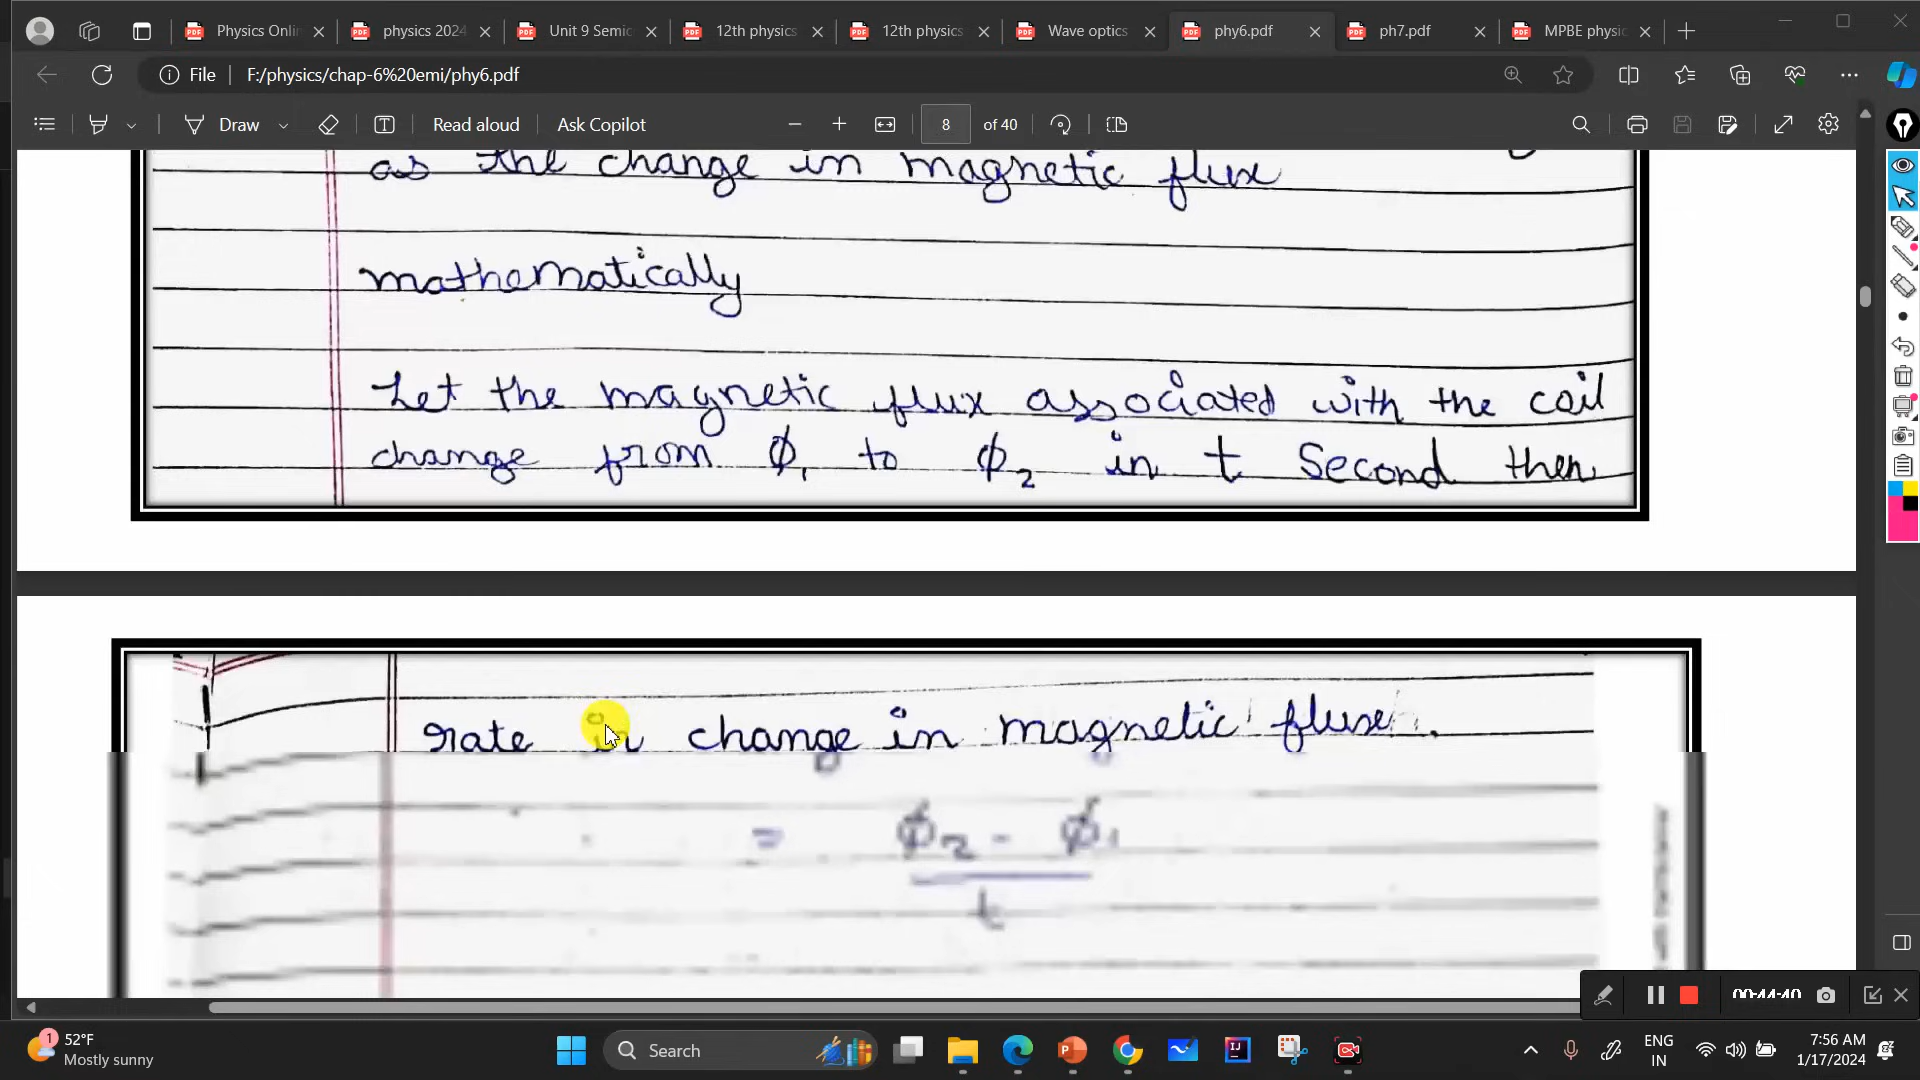 Physics Onlin
physics 2024
Unit 9 Semic
12th physics
12th physics
Wave optics
phy6.pdf
ph7.pdf
MPBE physic
File
F:/physics/chap-6%20emi/phy6.pdf
Draw
Read aloud
Ask Copilot
8
of 40
as the change in magnetic flux
mathematically
Let the magnetic flux associated with the coil
change from ϕ1 to ϕ2 in t Second then
rate in change in magnetic fluxe.
= ϕ2 - ϕ1
t
00:44:40
1
52°F
Mostly sunny
Search
ENG
IN
7:56 AM
1/17/2024